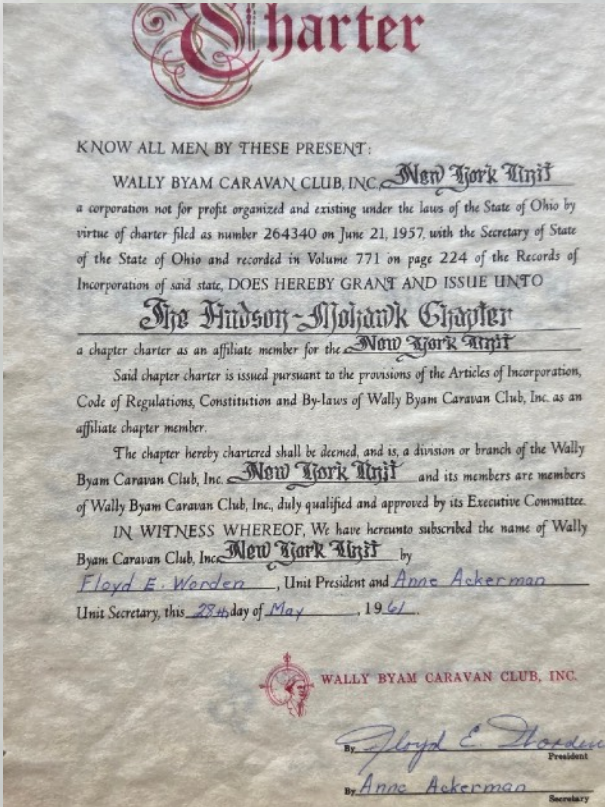 Charter
KNOW ALL MEN BY THESE PRESENT:
WALLY BYAM CARAVAN CLUB, INC. New York Unit
a corporation not for profit organized and existing under the laws of the State of Ohio by
virtue of charter filed as number 264340 on June 21, 1957, with the Secretary of State
of the State of Ohio and recorded in Volume 771 on page 224 of the Records of
Incorporation of said state, DOES HEREBY GRANT AND ISSUE UNTO
The Hudson-Mohawk Chapter
a chapter charter as an affiliate member for the New York Unit
Said chapter charter is issued pursuant to the provisions of the Articles of Incorporation,
Code of Regulations, Constitution and By-laws of Wally Byam Caravan Club, Inc. as an
affiliate chapter member.
The chapter hereby chartered shall be deemed, and is, a division or branch of the Wally
Byam Caravan Club, Inc. New York Unit and its members are members
of Wally Byam Caravan Club, Inc., duly qualified and approved by its Executive Committee.
IN WITNESS WHEREOF, We have hereunto subscribed the name of Wally
Byam Caravan Club, Inc. New York Unit by
Floyd E. Worden, Unit President and Anne Ackerman
Unit Secretary, this 28th day of May, 1961.
WALLY BYAM CARAVAN CLUB, INC.
By Floyd E Worden
President
By Anne Ackerman
Secretary